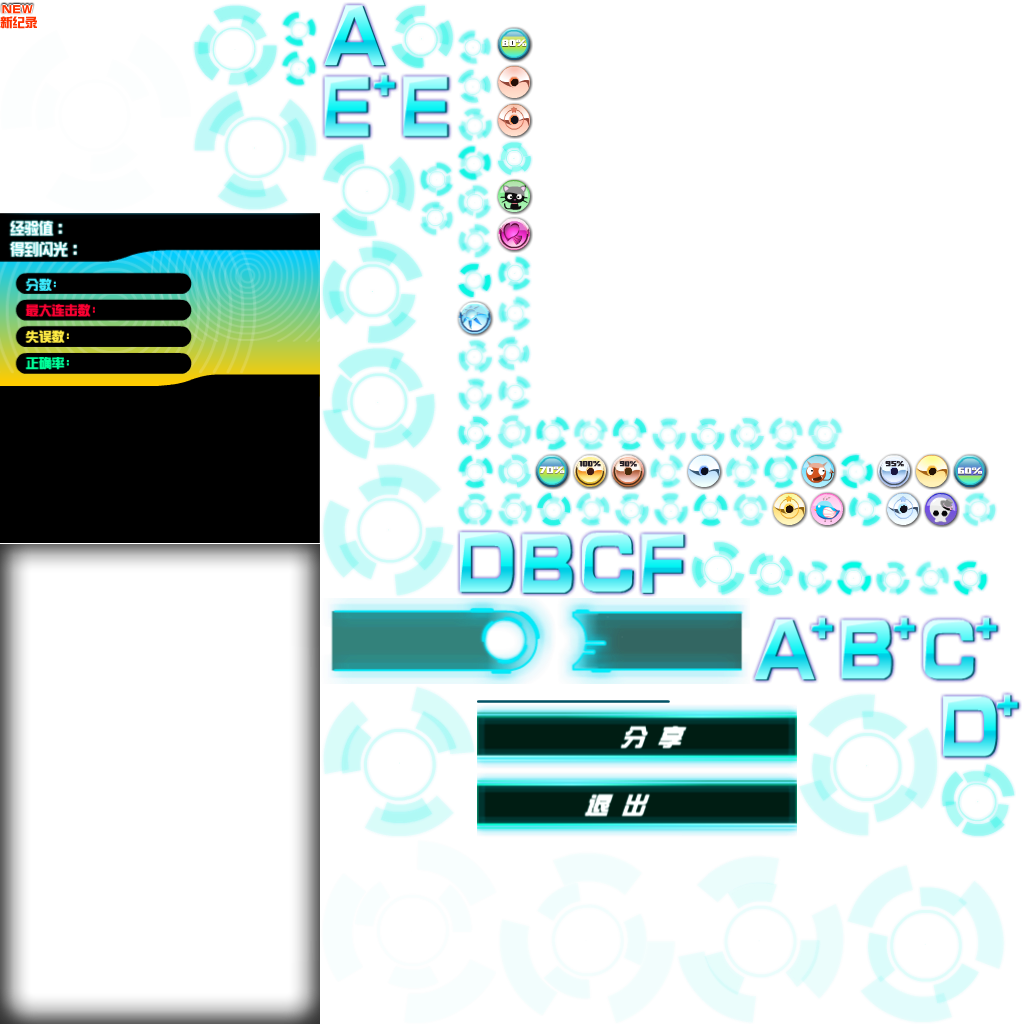 NEW
新纪录
A
E+ E
80%
经验值：
得到闪光：
分数：
最大连击数：
失误数：
正确率：
70% 100% 90% 95% 60%
DBCF
A+ B+ C+
D+
分享
退出